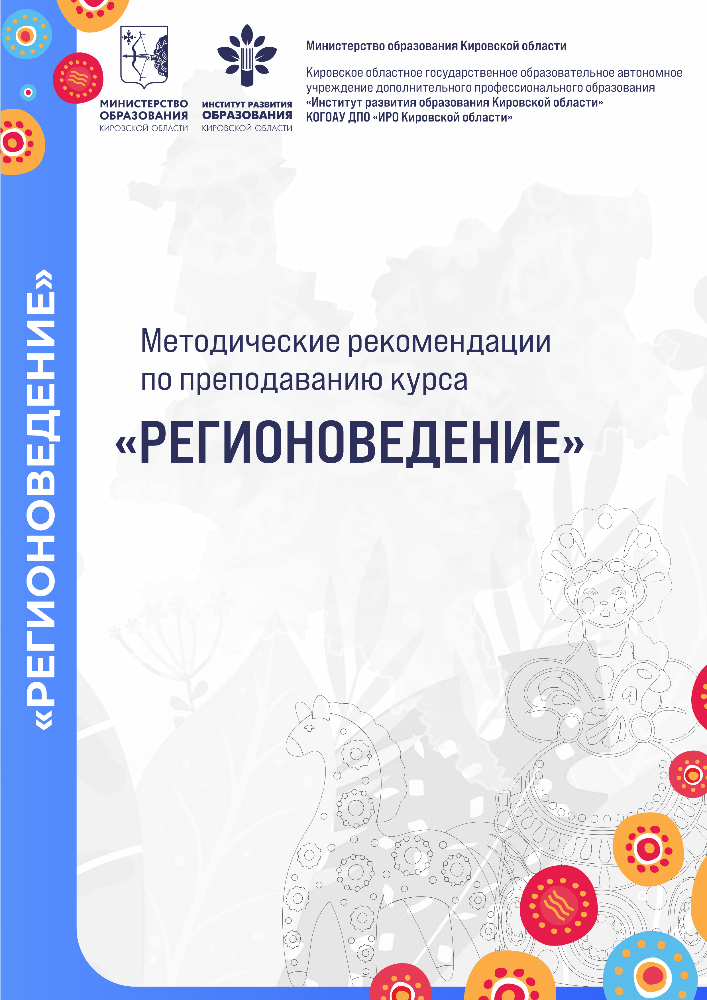 МИНИСТЕРСТВО
ОБРАЗОВАНИЯ
КИРОВСКОЙ ОБЛАСТИ
ИНСТИТУТ РАЗВИТИЯ
ОБРАЗОВАНИЯ
КИРОВСКОЙ ОБЛАСТИ
Министерство образования Кировской области
Кировское областное государственное образовательное автономное
учреждение дополнительного профессионального образования
«Институт развития образования Кировской области»
КОГОАУ ДПО «ИРО Кировской области»
«РЕГИОНОВЕДЕНИЕ»
Методические рекомендации
по преподаванию курса
«РЕГИОНОВЕДЕНИЕ»